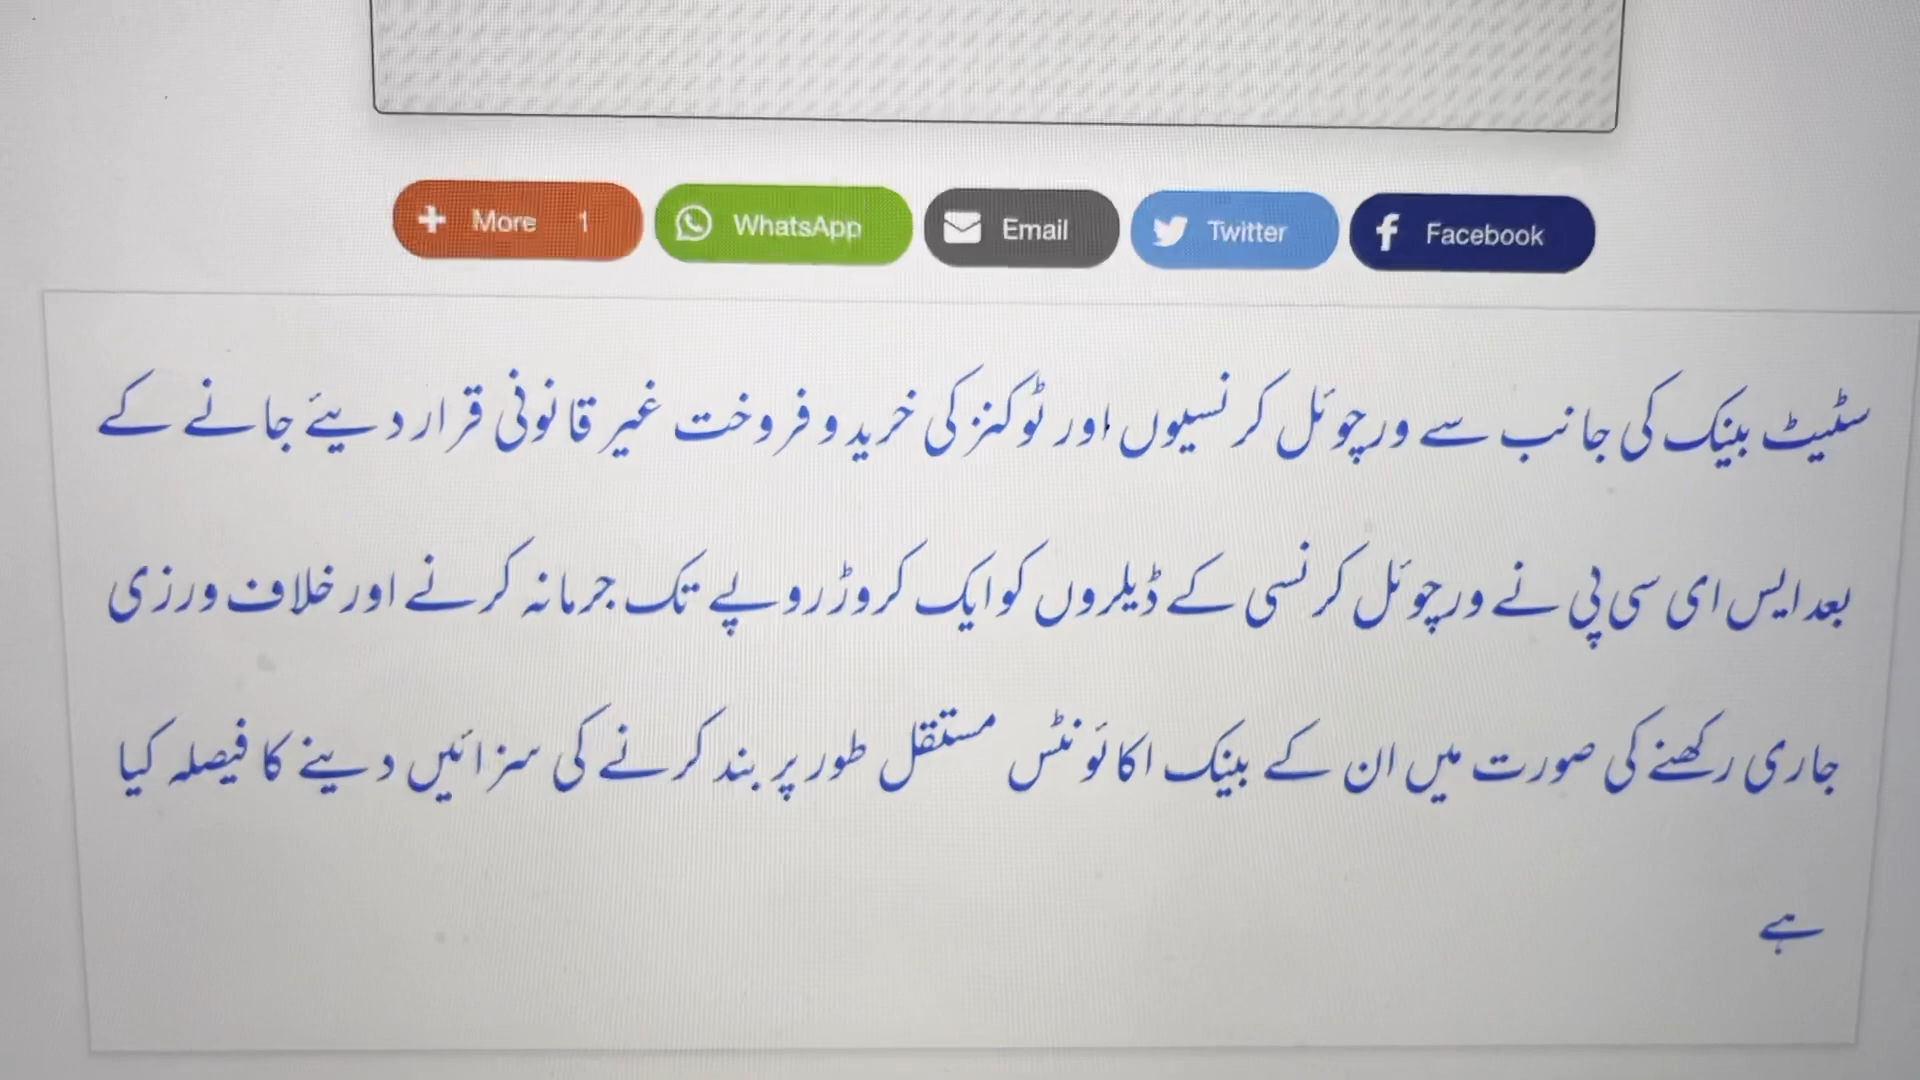 More 1 WhatsApp Email Twitter Facebook
سٹیٹ بینک کی جانب سے ورچوئل کرنسیوں اور ٹوکنز کی خرید و فروخت غیر قانونی قرار دیئے جانے کے
بعد ایس ای سی پی نے ورچوئل کرنسی کے ڈیلروں کو ایک کروڑ روپے تک جرمانہ کرنے اور خلاف ورزی
جاری رکھنے کی صورت میں ان کے بینک اکائونٹس مستقل طور پر بند کرنے کی سزائیں دینے کا فیصلہ کیا
ہے